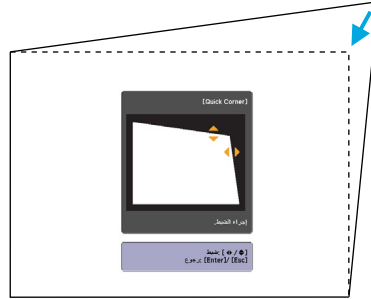 [Quick Corner]
إجراء الضبط.
[ ⬍ / ⬌ ] :ضبط
[Esc] /[Enter] :رجوع